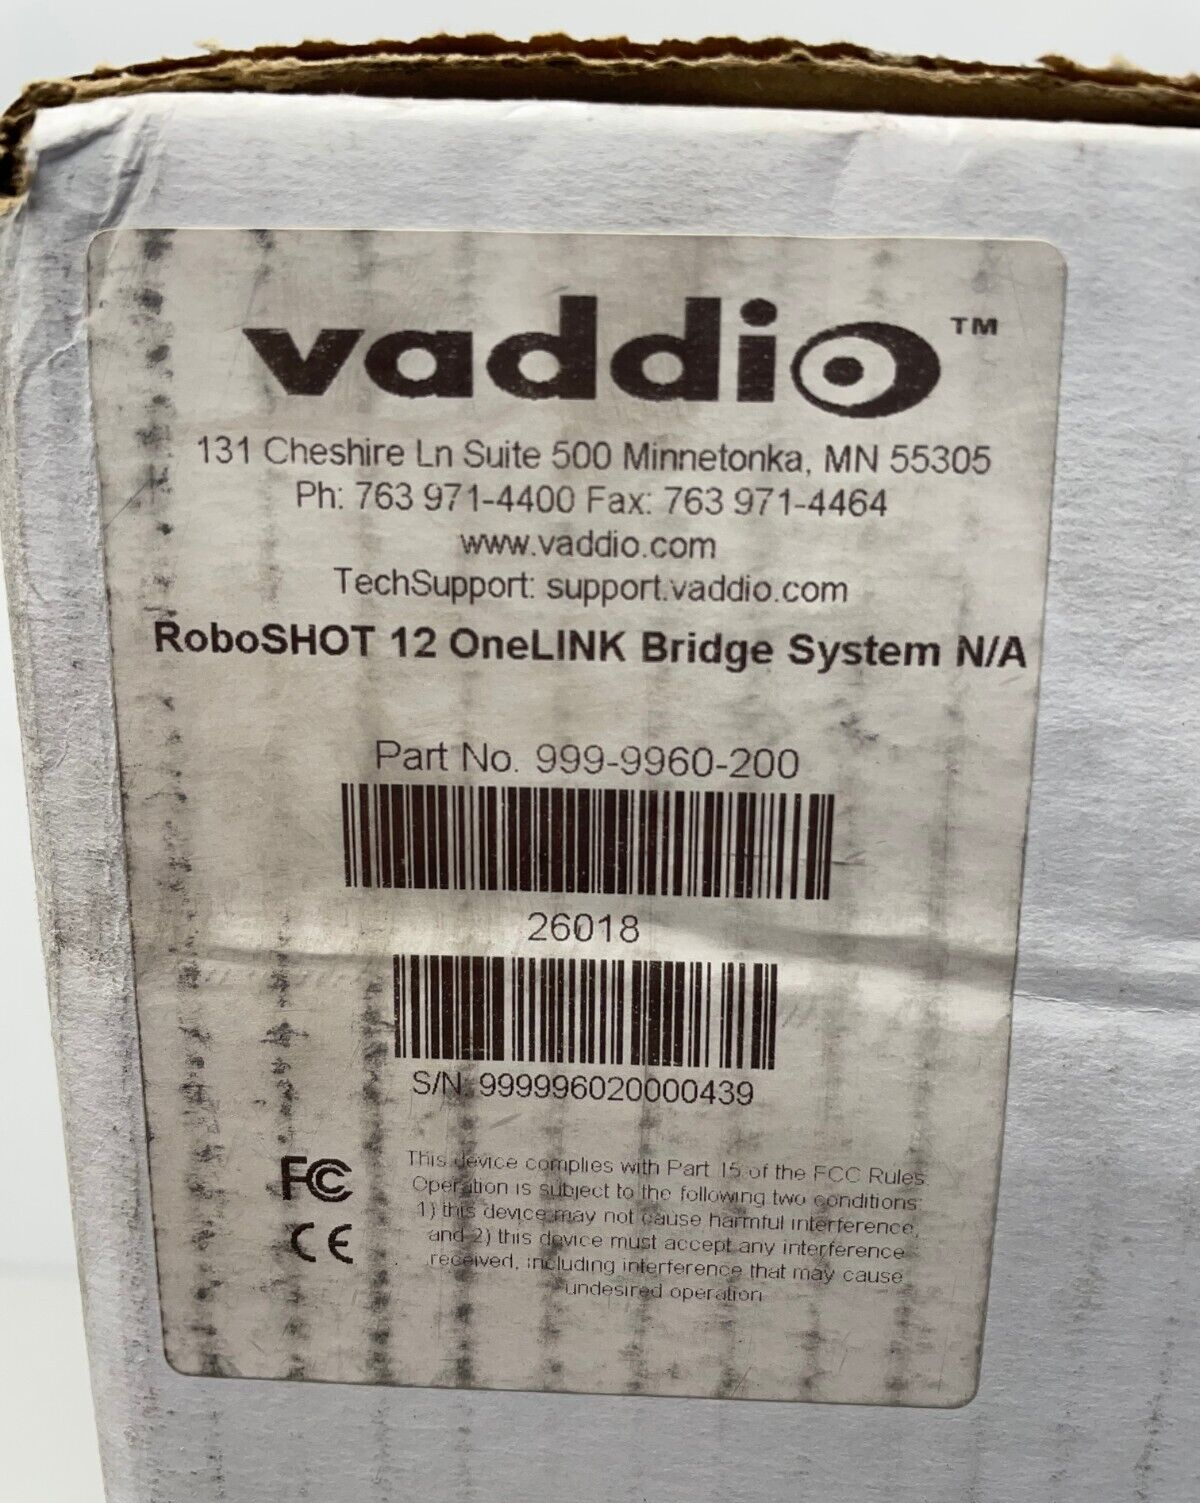 vaddio™
131 Cheshire Ln Suite 500 Minnetonka, MN 55305
Ph: 763 971-4400 Fax: 763 971-4464
www.vaddio.com
TechSupport: support.vaddio.com
RoboSHOT 12 OneLINK Bridge System N/A
Part No. 999-9960-200
26018
S/N: 999996020000439
FC
CE
This device complies with Part 15 of the FCC Rules.
Operation is subject to the following two conditions:
1) this device may not cause harmful interference,
and 2) this device must accept any interference
received, including interference that may cause
undesired operation